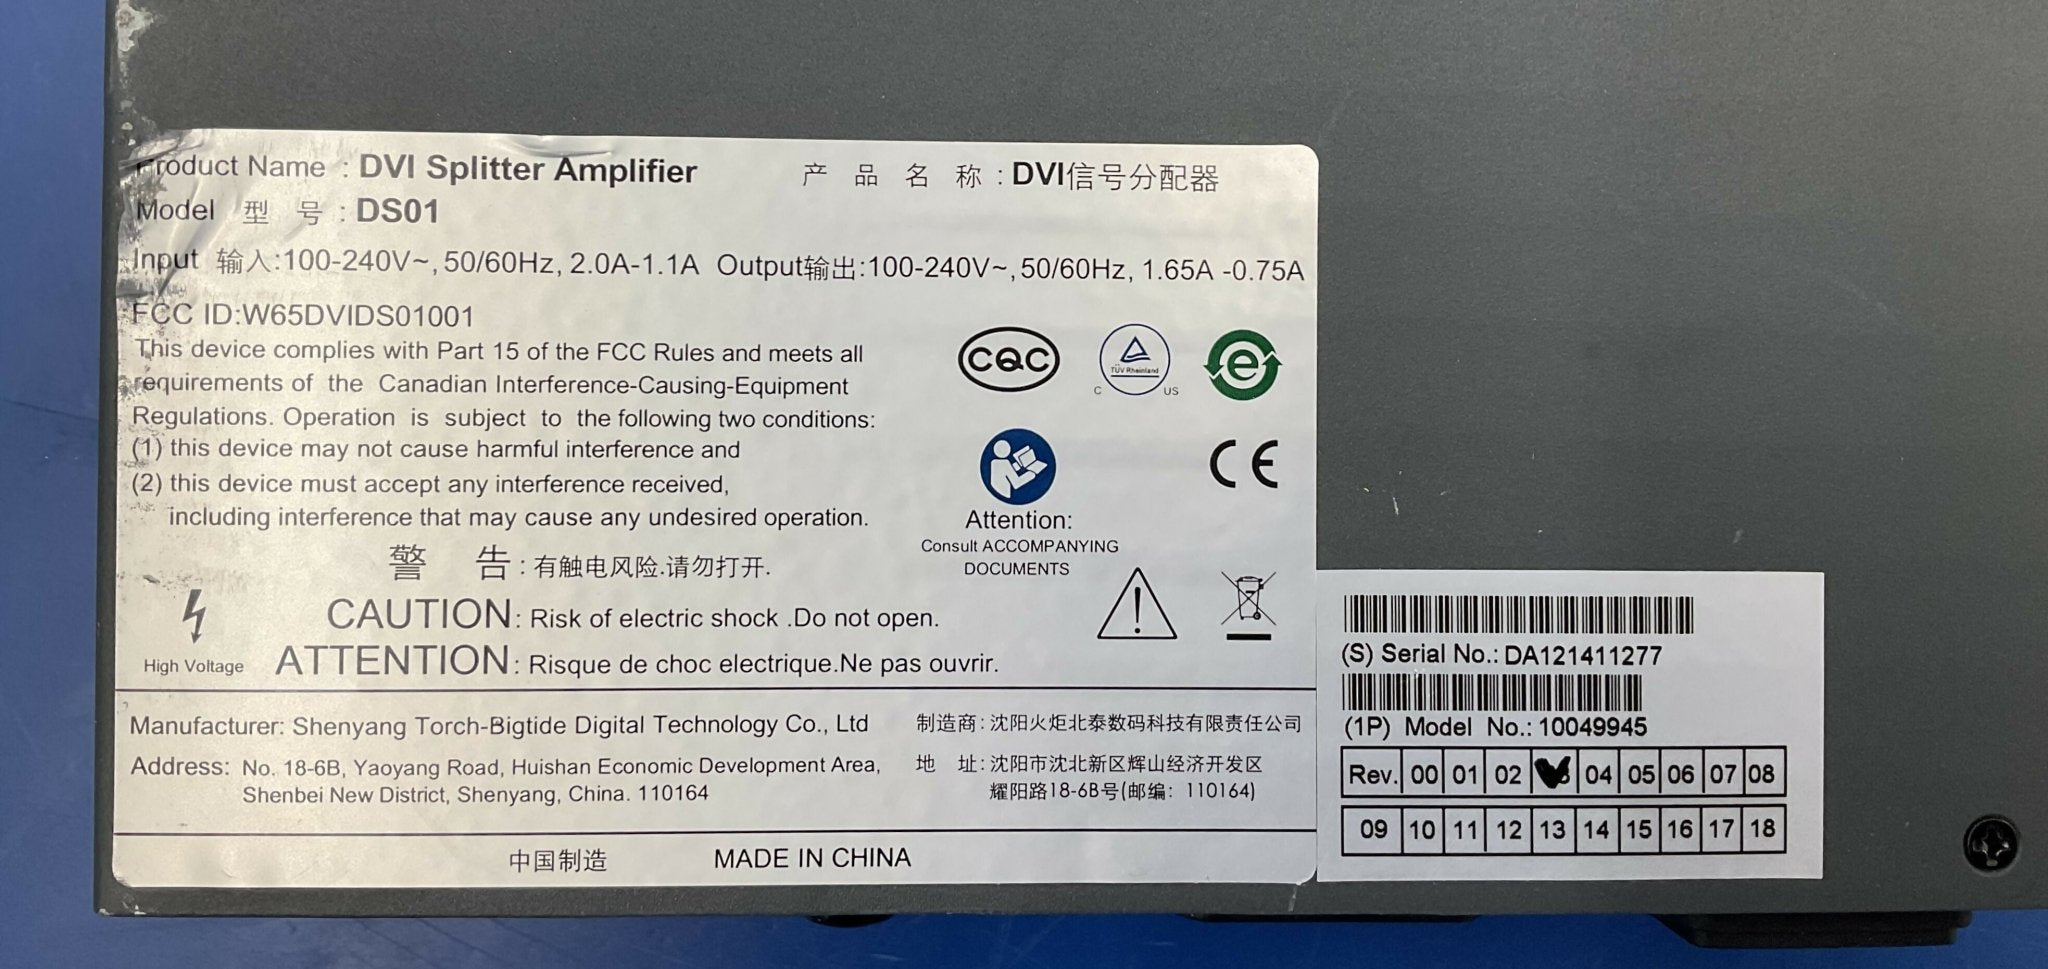 Product Name : DVI Splitter Amplifier 产 品 名 称 : DVI信号分配器
Model 型 号 : DS01
Input 输入:100-240V~, 50/60Hz, 2.0A-1.1A Output输出:100-240V~, 50/60Hz, 1.65A -0.75A
FCC ID:W65DVIDS01001
This device complies with Part 15 of the FCC Rules and meets all
requirements of the Canadian Interference-Causing-Equipment
Regulations. Operation is subject to the following two conditions:
(1) this device may not cause harmful interference and
(2) this device must accept any interference received,
including interference that may cause any undesired operation.
CQC
TÜV Rheinland
C US
e
CE
Attention:
Consult ACCOMPANYING
DOCUMENTS
警 告 : 有触电风险.请勿打开.
CAUTION: Risk of electric shock .Do not open.
High Voltage
ATTENTION: Risque de choc electrique.Ne pas ouvrir.
Manufacturer: Shenyang Torch-Bigtide Digital Technology Co., Ltd 制造商: 沈阳火炬北泰数码科技有限责任公司
Address: No. 18-6B, Yaoyang Road, Huishan Economic Development Area, 地 址: 沈阳市沈北新区辉山经济开发区
Shenbei New District, Shenyang, China. 110164 耀阳路18-6B号(邮编: 110164)
中国制造 MADE IN CHINA
(S) Serial No.: DA121411277
(1P) Model No.: 10049945
Rev. 00 01 02 04 05 06 07 08
09 10 11 12 13 14 15 16 17 18